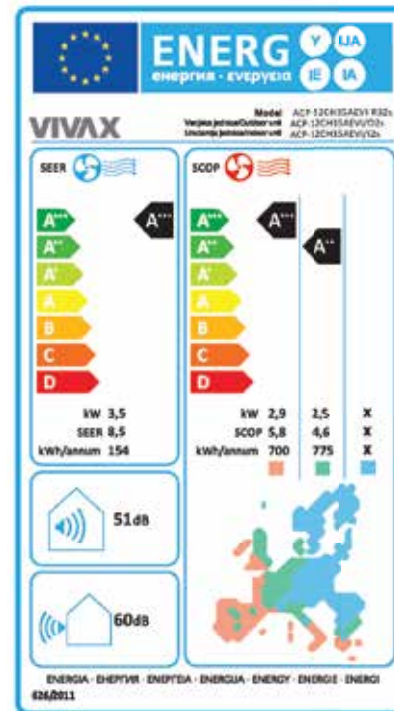 ENERG
Y IJA
IE IA
енергия · ενεργεια
VIVAX
Model
SEER
SCOP
A+++ A+++
A++
A+
A
B
C
D
A+++ A+++
A++ A++
A+
A
B
C
D
kW 3,5
SEER 8,5
kWh/annum 154
kW 2,9 2,5 X
SCOP 5,8 4,6 X
kWh/annum 700 775 X
51dB
60dB
ENERGIA · ЕНЕРГИЯ · ΕΝΕΡΓΕΙΑ · ENERGIJA · ENERGY · ENERGIE · ENERGI
626/2011